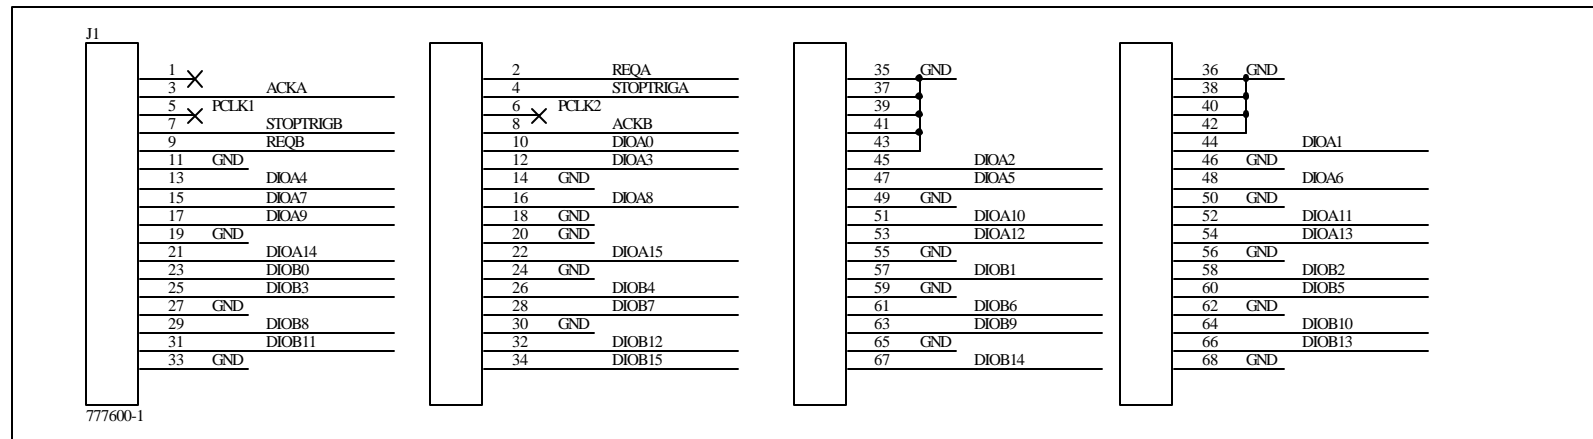 J1
1
3 ACKA
5 PCLK1
7 STOPTRIGB
9 REQB
11 GND
13 DIOA4
15 DIOA7
17 DIOA9
19 GND
21 DIOA14
23 DIOB0
25 DIOB3
27 GND
29 DIOB8
31 DIOB11
33 GND
777600-1
2 REQA
4 STOPTRIGA
6 PCLK2
8 ACKB
10 DIOA0
12 DIOA3
14 GND
16 DIOA8
18 GND
20 GND
22 DIOA15
24 GND
26 DIOB4
28 DIOB7
30 GND
32 DIOB12
34 DIOB15
35 GND
37
39
41
43
45 DIOA2
47 DIOA5
49 GND
51 DIOA10
53 DIOA12
55 GND
57 DIOB1
59 GND
61 DIOB6
63 DIOB9
65 GND
67 DIOB14
36 GND
38
40
42
44 DIOA1
46 GND
48 DIOA6
50 GND
52 DIOA11
54 DIOA13
56 GND
58 DIOB2
60 DIOB5
62 GND
64 DIOB10
66 DIOB13
68 GND